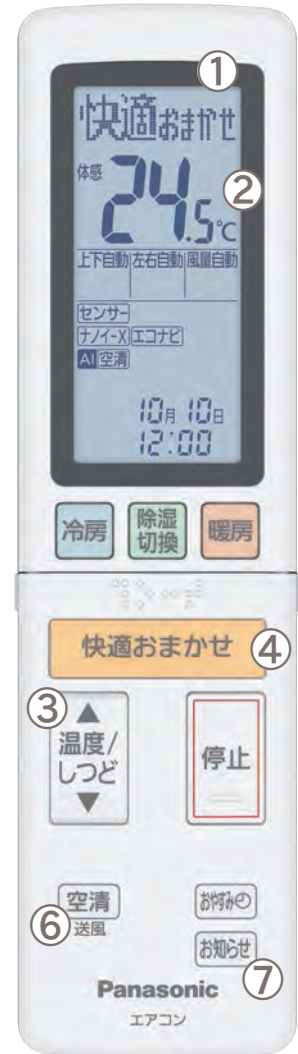 ①
快適おまかせ
体感 24.5℃ ②
上下自動 左右自動 風量自動
センサー
ナノイーX エコナビ
AI 空清
10月10日
12:00
冷房 除湿切換 暖房
快適おまかせ ④
③ ▲ 温度/しつど ▼ 停止
空清 おやすみ
⑥ 送風 お知らせ ⑦
Panasonic
エアコン